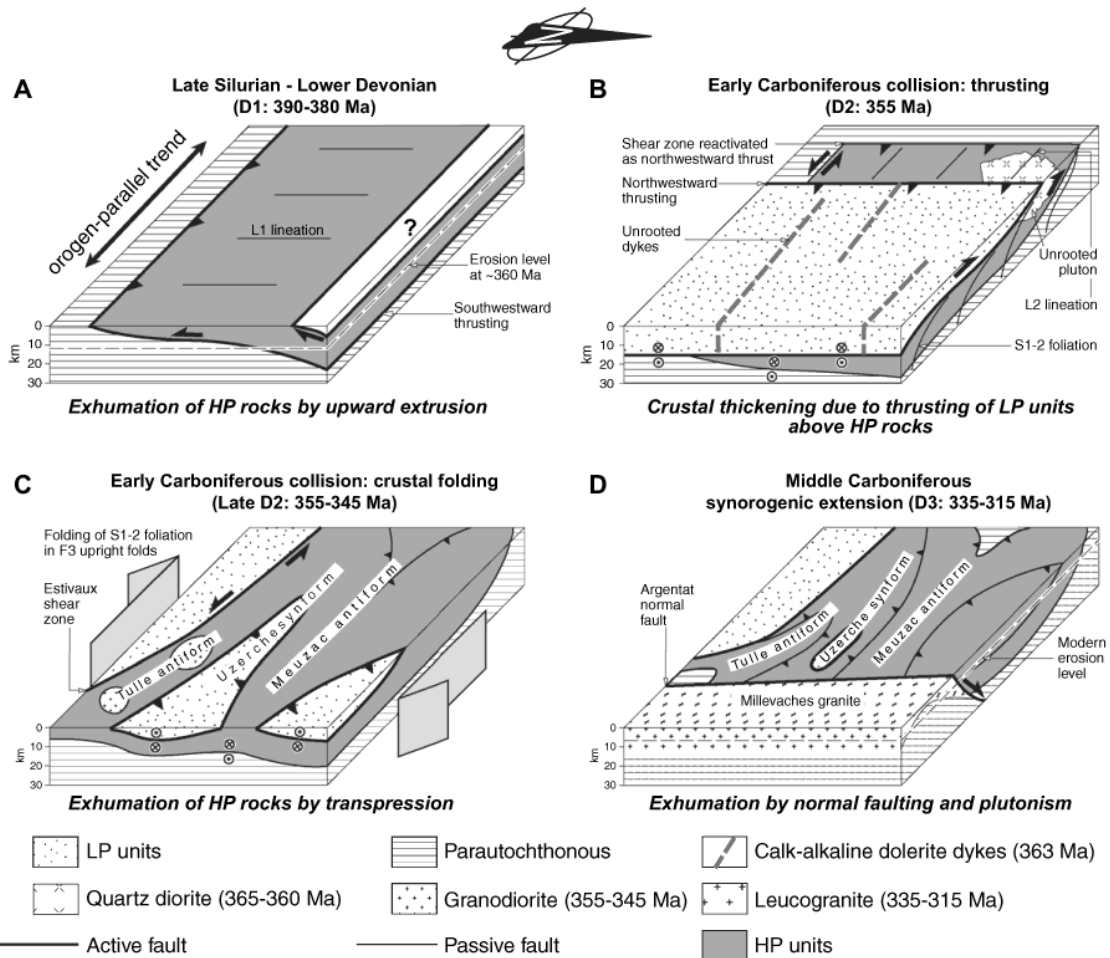 N
A
Late Silurian - Lower Devonian
(D1: 390-380 Ma)
orogen-parallel trend
L1 lineation
?
Erosion level
at ~360 Ma
Southwestward
thrusting
0
10
20
30
km
Exhumation of HP rocks by upward extrusion
B
Early Carboniferous collision: thrusting
(D2: 355 Ma)
Shear zone reactivated
as northwestward thrust
Northwestward
thrusting
Unrooted
dykes
Unrooted
pluton
L2 lineation
S1-2 foliation
0
10
20
30
km
Crustal thickening due to thrusting of LP units
above HP rocks
C
Early Carboniferous collision: crustal folding
(Late D2: 355-345 Ma)
Folding of S1-2 foliation
in F3 upright folds
Estivaux
shear
zone
Tulle antiform
Uzerchesynform
Meuzac antiform
0
10
20
30
km
Exhumation of HP rocks by transpression
D
Middle Carboniferous
synorogenic extension (D3: 335-315 Ma)
Argentat
normal
fault
Tulle antiform
Uzerche synform
Meuzac antiform
Modern
erosion
level
Millevaches granite
0
10
20
30
km
Exhumation by normal faulting and plutonism
LP units
Parautochthonous
Calk-alkaline dolerite dykes (363 Ma)
Quartz diorite (365-360 Ma)
Granodiorite (355-345 Ma)
Leucogranite (335-315 Ma)
Active fault
Passive fault
HP units